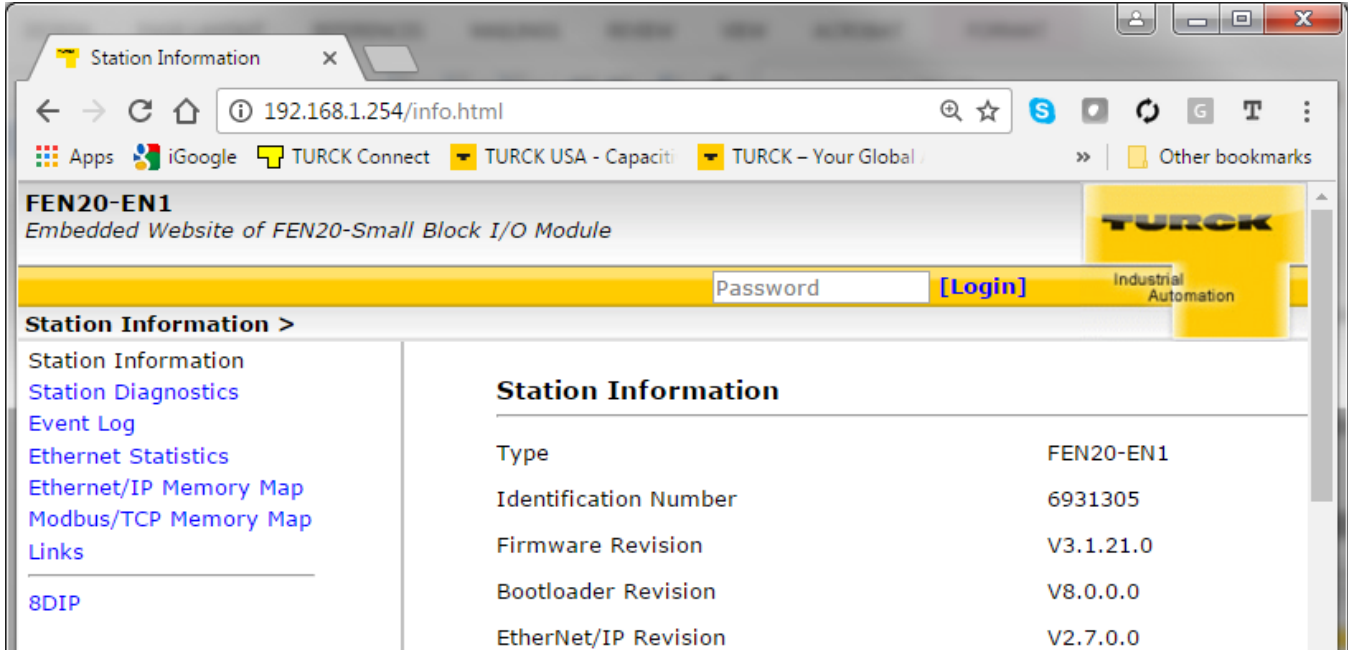 Station Information
192.168.1.254/info.html
S G T
Apps iGoogle TURCK Connect TURCK USA - Capaciti TURCK – Your Global » Other bookmarks
FEN20-EN1
Embedded Website of FEN20-Small Block I/O Module
TURCK
Industrial
Automation
Password [Login]
Station Information >
Station Information
Station Diagnostics
Event Log
Ethernet Statistics
Ethernet/IP Memory Map
Modbus/TCP Memory Map
Links
8DIP
Station Information
Type FEN20-EN1
Identification Number 6931305
Firmware Revision V3.1.21.0
Bootloader Revision V8.0.0.0
EtherNet/IP Revision V2.7.0.0